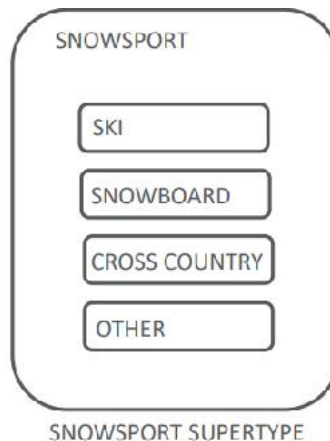 SNOWSPORT
SKI
SNOWBOARD
CROSS COUNTRY
OTHER
SNOWSPORT SUPERTYPE